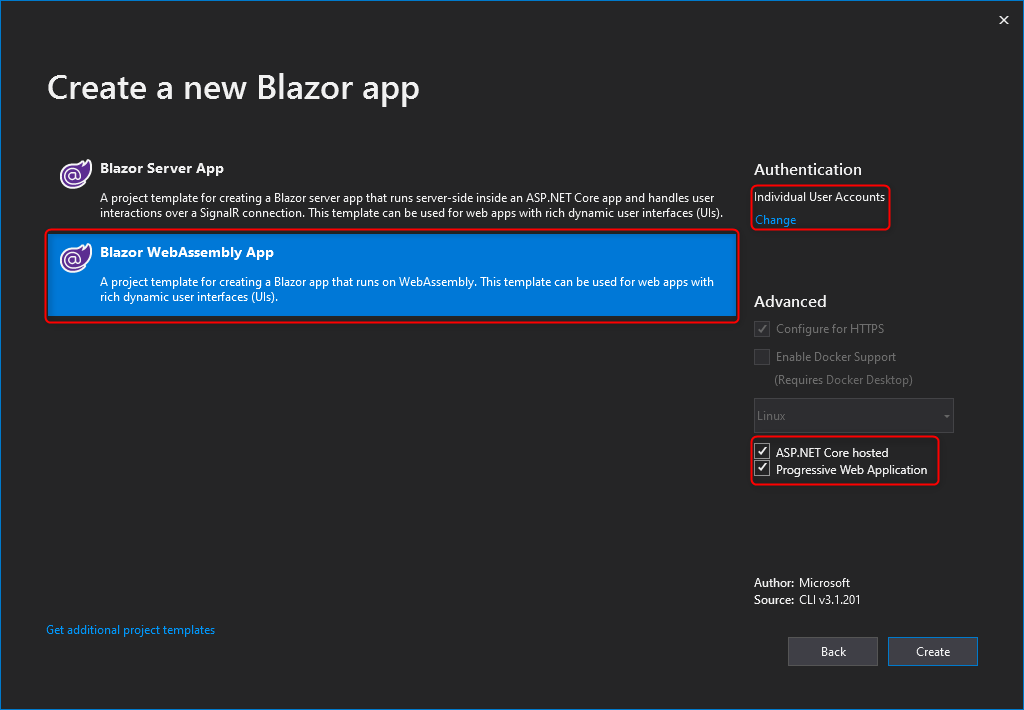 Create a new Blazor app
Blazor Server App
A project template for creating a Blazor server app that runs server-side inside an ASP.NET Core app and handles user
interactions over a SignalR connection. This template can be used for web apps with rich dynamic user interfaces (UIs).
Blazor WebAssembly App
A project template for creating a Blazor app that runs on WebAssembly. This template can be used for web apps with
rich dynamic user interfaces (UIs).
Get additional project templates
Authentication
Individual User Accounts
Change
Advanced
Configure for HTTPS
Enable Docker Support
(Requires Docker Desktop)
Linux
ASP.NET Core hosted
Progressive Web Application
Author: Microsoft
Source: CLI v3.1.201
Back
Create